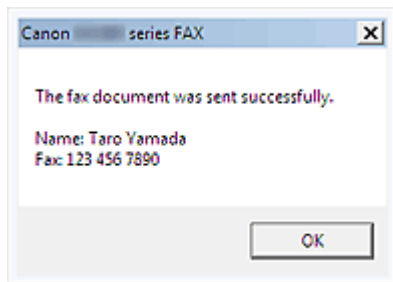 Canon series FAX
The fax document was sent successfully.
Name: Taro Yamada
Fax: 123 456 7890
OK